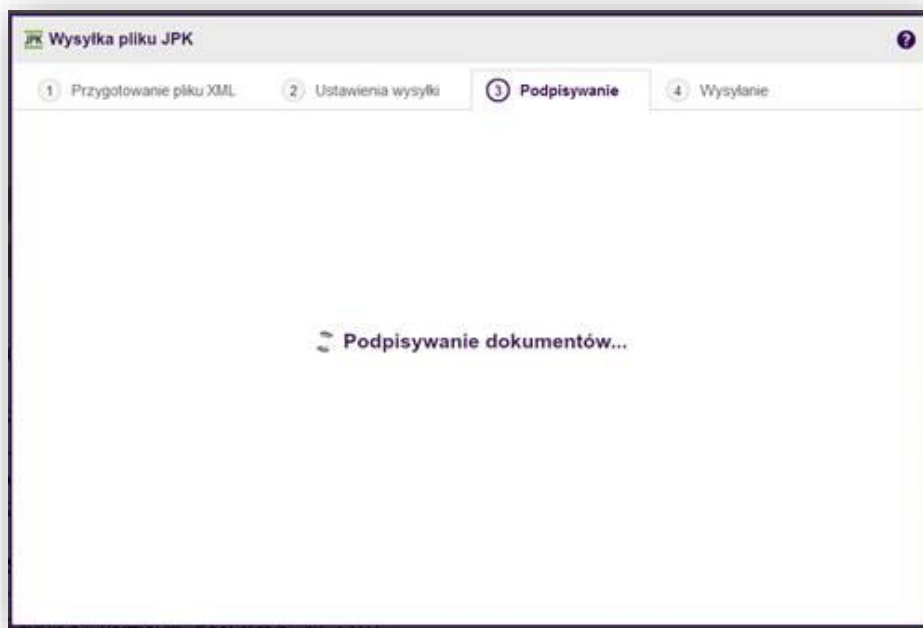 JPK Wysyłka pliku JPK ?
1 Przygotowanie pliku XML 2 Ustawienia wysyłki 3 Podpisywanie 4 Wysyłanie
Podpisywanie dokumentów...